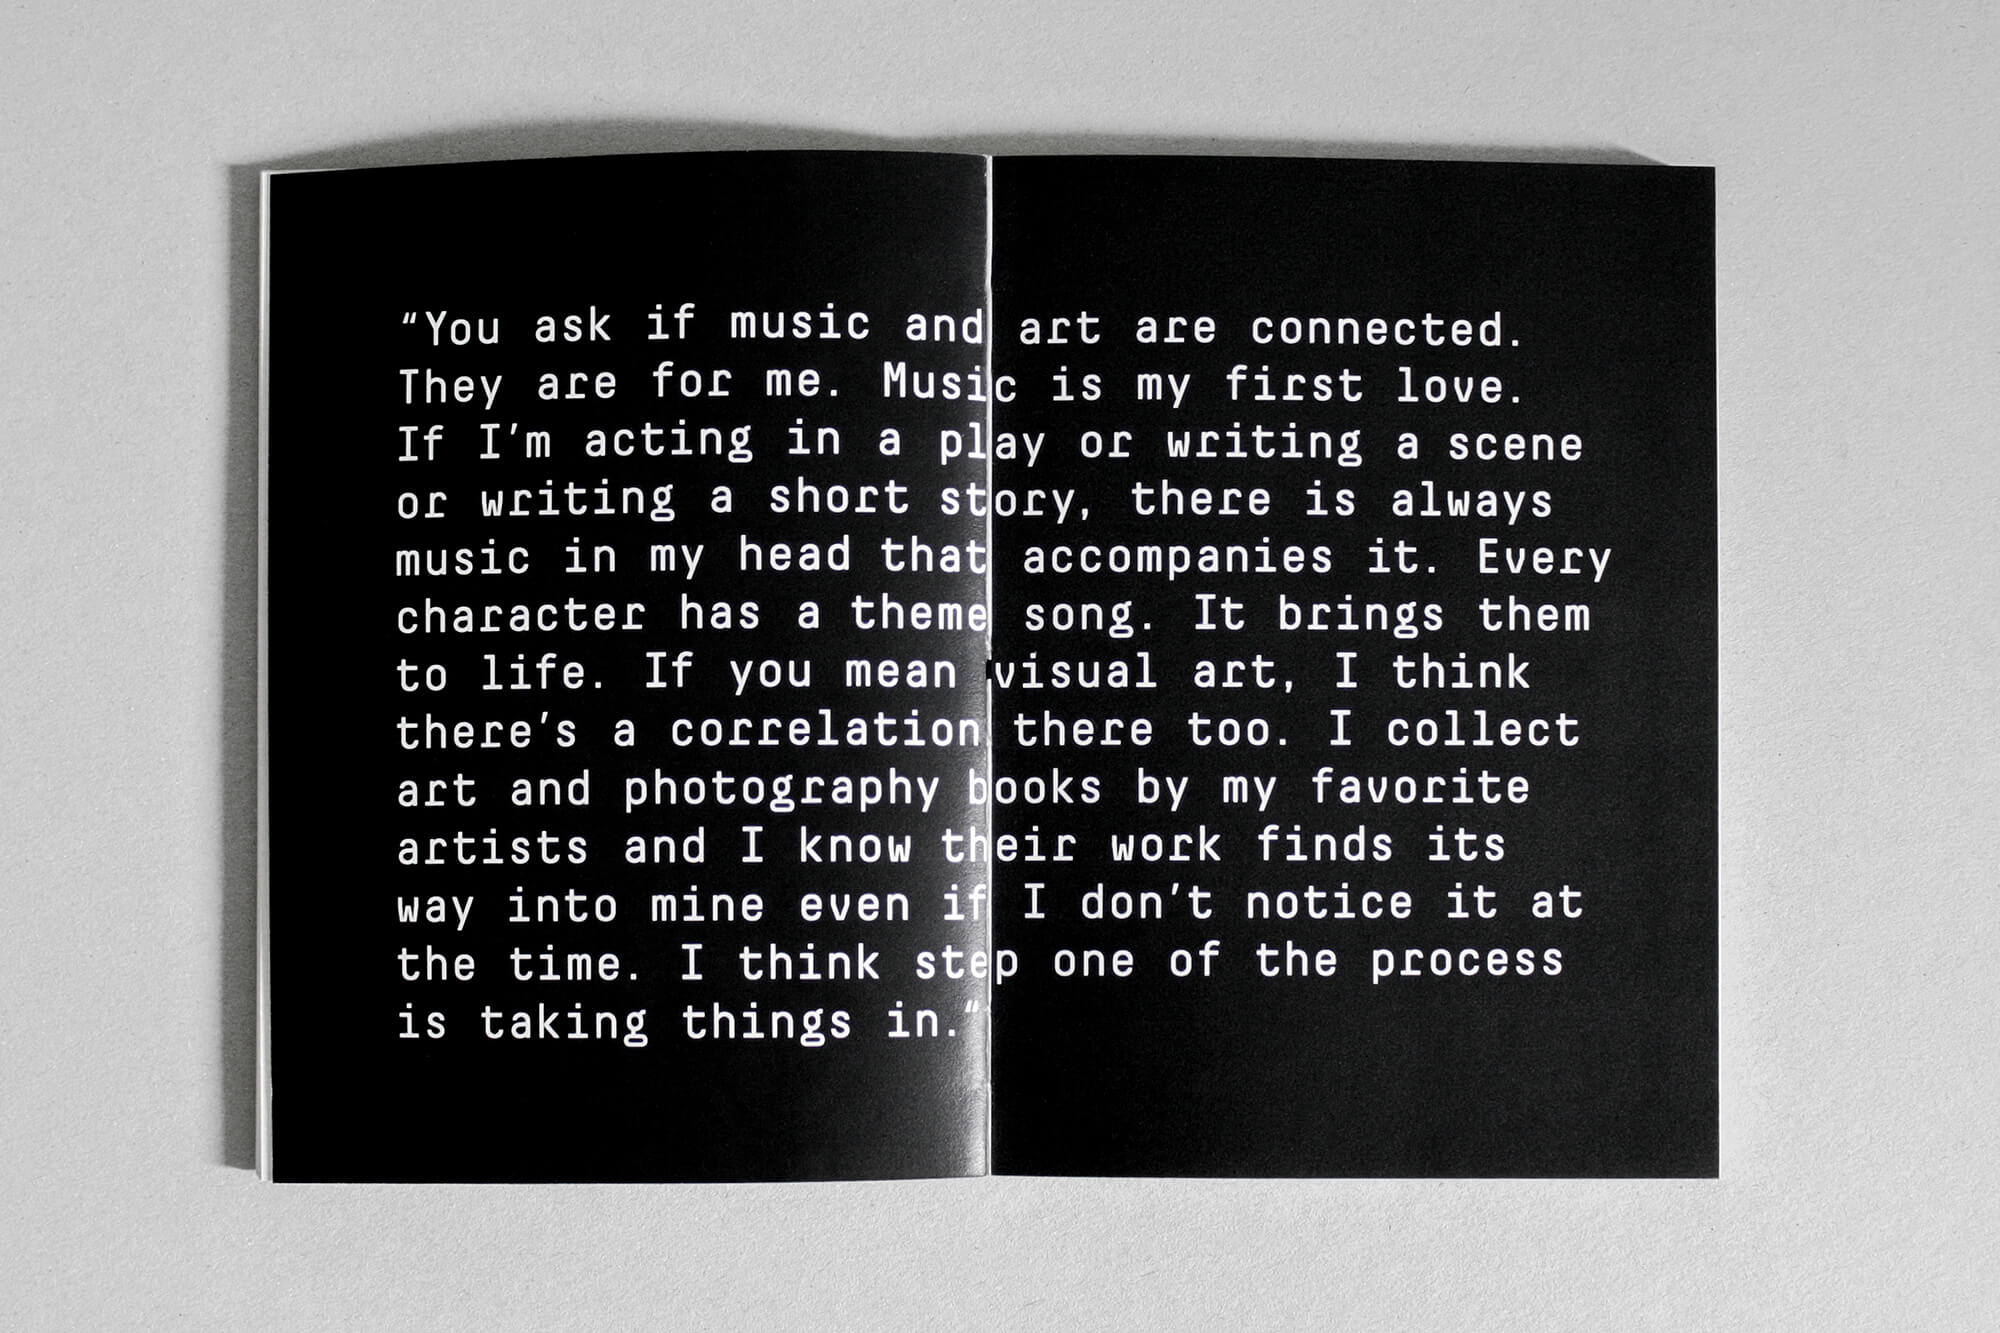 “You ask if music and art are connected.
They are for me. Music is my first love.
If I’m acting in a play or writing a scene
or writing a short story, there is always
music in my head that accompanies it. Every
character has a theme song. It brings them
to life. If you mean visual art, I think
there’s a correlation there too. I collect
art and photography books by my favorite
artists and I know their work finds its
way into mine even if I don’t notice it at
the time. I think step one of the process
is taking things in.”